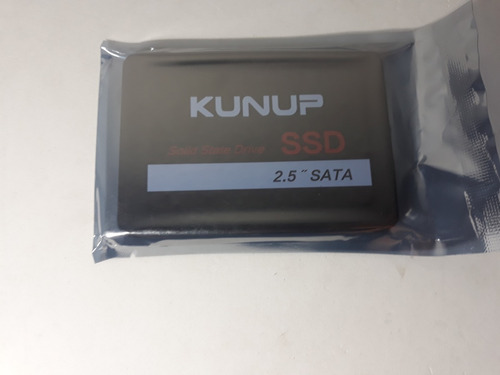 KUNUP
Solid State Drive SSD
2.5" SATA